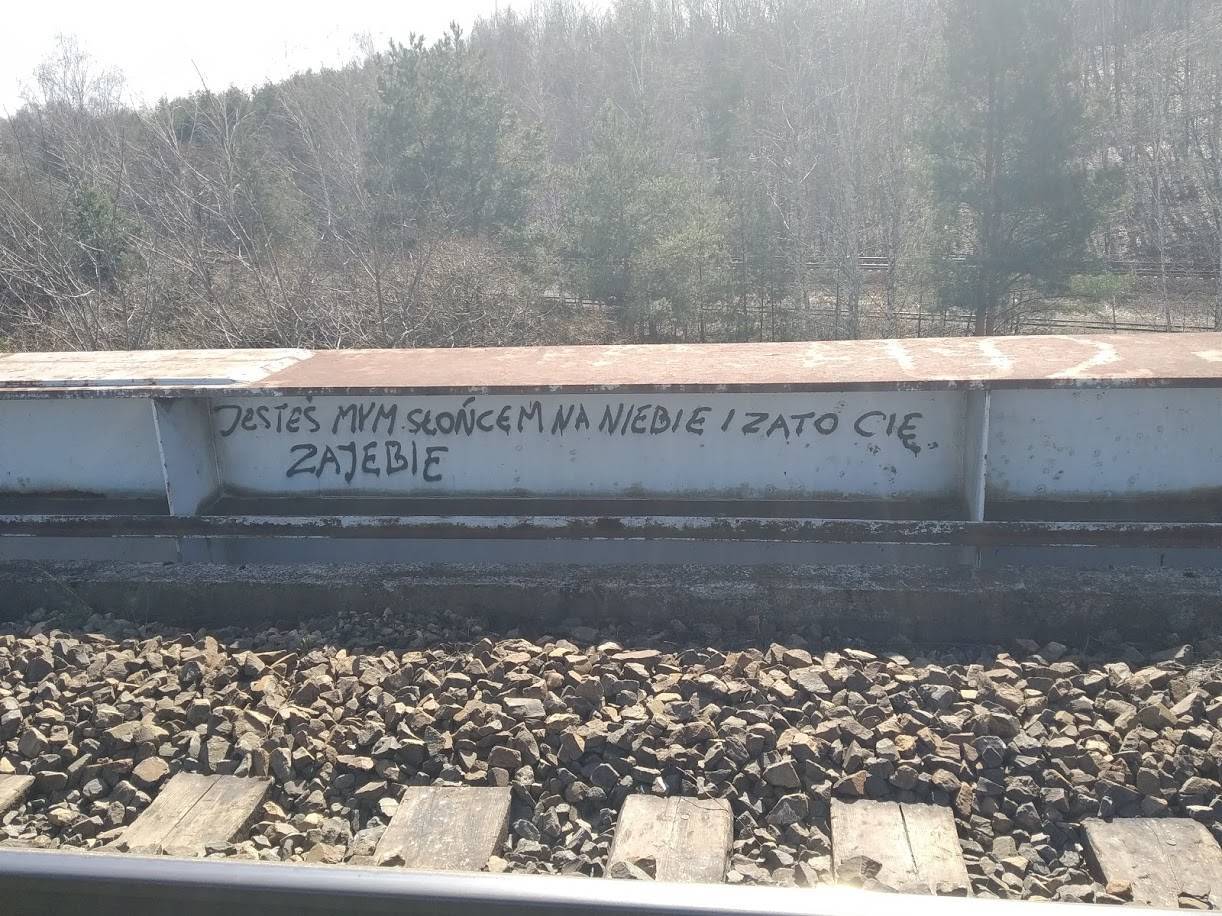 JESTEŚ MYM SŁOŃCEM NA NIEBIE I ZATO CIĘ
ZAJEBIE